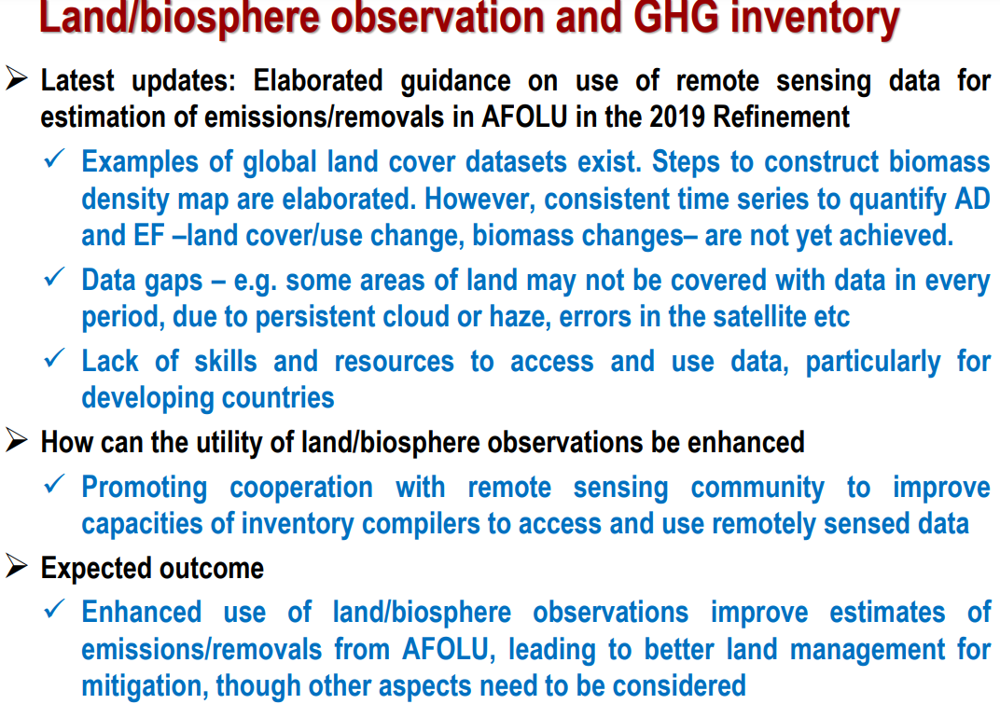 Land/biosphere observation and GHG inventory
➢ Latest updates: Elaborated guidance on use of remote sensing data for
estimation of emissions/removals in AFOLU in the 2019 Refinement
✓ Examples of global land cover datasets exist. Steps to construct biomass
density map are elaborated. However, consistent time series to quantify AD
and EF –land cover/use change, biomass changes– are not yet achieved.
✓ Data gaps – e.g. some areas of land may not be covered with data in every
period, due to persistent cloud or haze, errors in the satellite etc
✓ Lack of skills and resources to access and use data, particularly for
developing countries
➢ How can the utility of land/biosphere observations be enhanced
✓ Promoting cooperation with remote sensing community to improve
capacities of inventory compilers to access and use remotely sensed data
➢ Expected outcome
✓ Enhanced use of land/biosphere observations improve estimates of
emissions/removals from AFOLU, leading to better land management for
mitigation, though other aspects need to be considered